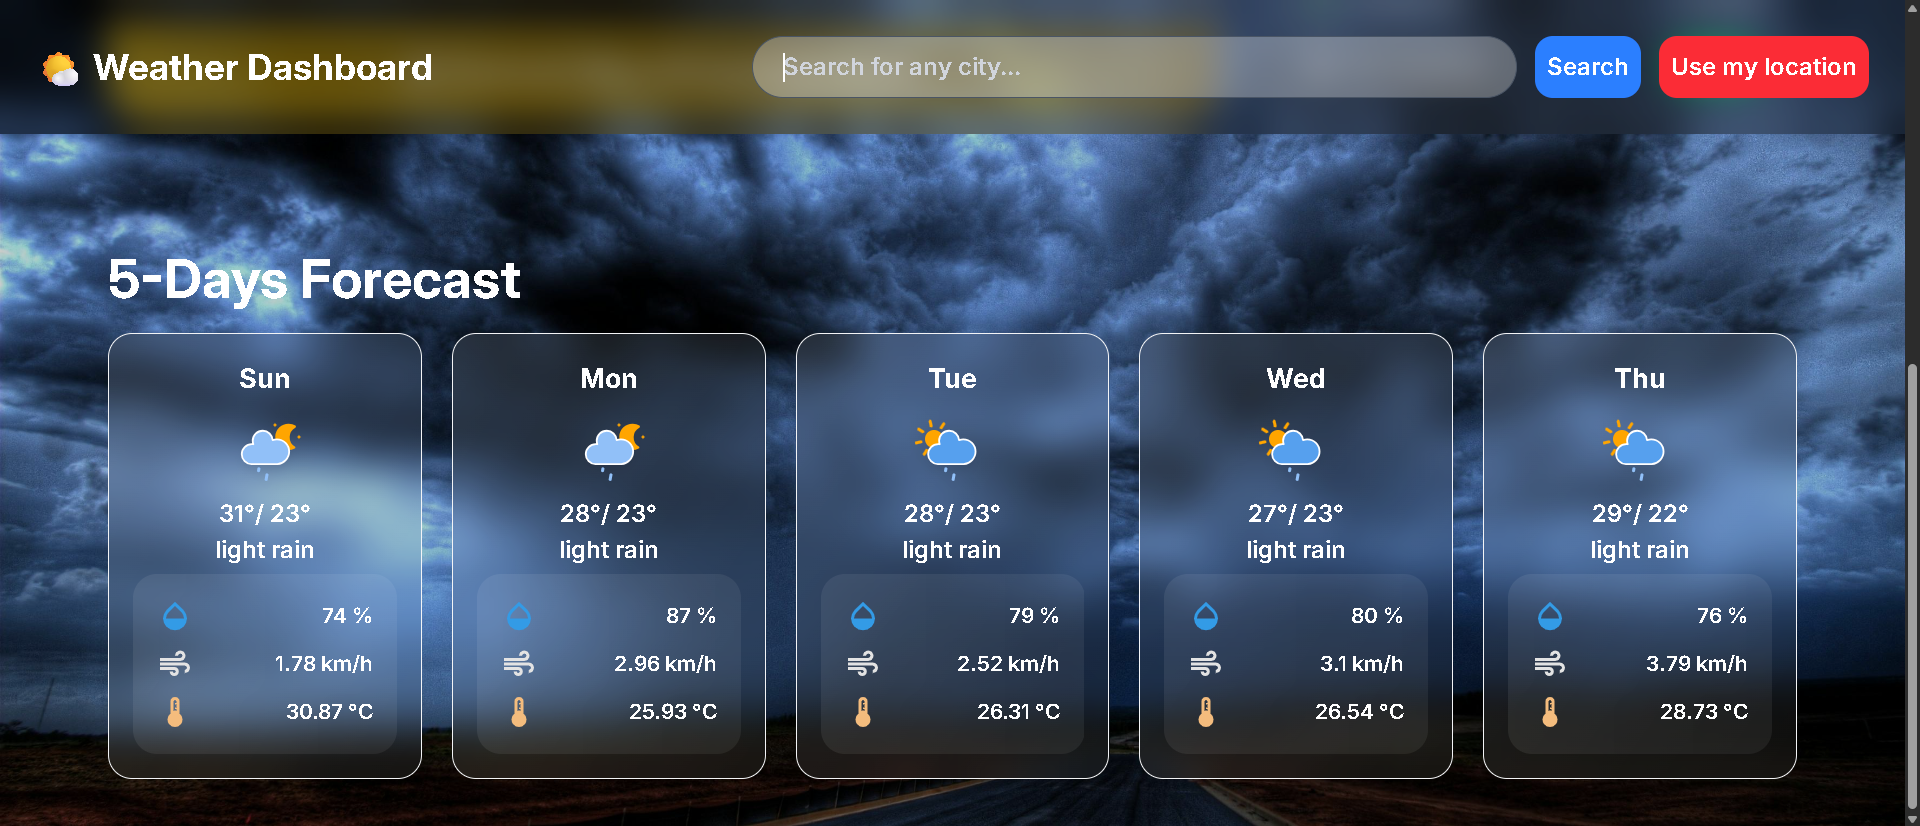 Weather Dashboard
Search for any city...
Search
Use my location
5-Days Forecast
Sun
31°/ 23°
light rain
74 %
1.78 km/h
30.87 °C
Mon
28°/ 23°
light rain
87 %
2.96 km/h
25.93 °C
Tue
28°/ 23°
light rain
79 %
2.52 km/h
26.31 °C
Wed
27°/ 23°
light rain
80 %
3.1 km/h
26.54 °C
Thu
29°/ 22°
light rain
76 %
3.79 km/h
28.73 °C